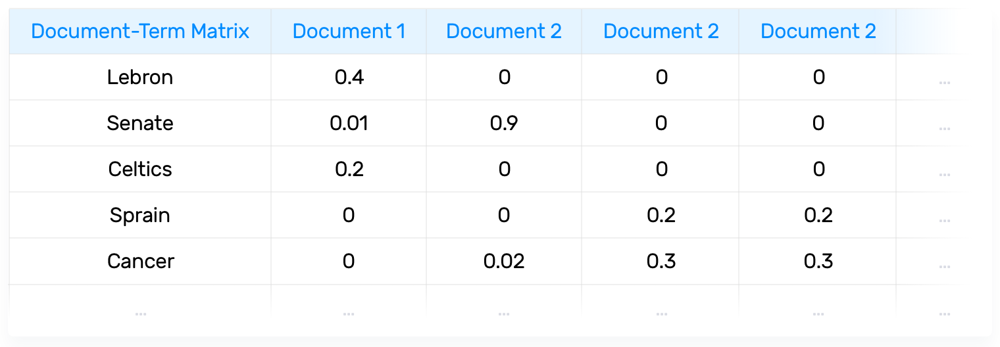 Document-Term Matrix Document 1 Document 2 Document 2 Document 2
Lebron 0.4 0 0 0 ...
Senate 0.01 0.9 0 0 ...
Celtics 0.2 0 0 0 ...
Sprain 0 0 0.2 0.2 ...
Cancer 0 0.02 0.3 0.3 ...
... ... ... ... ... ...